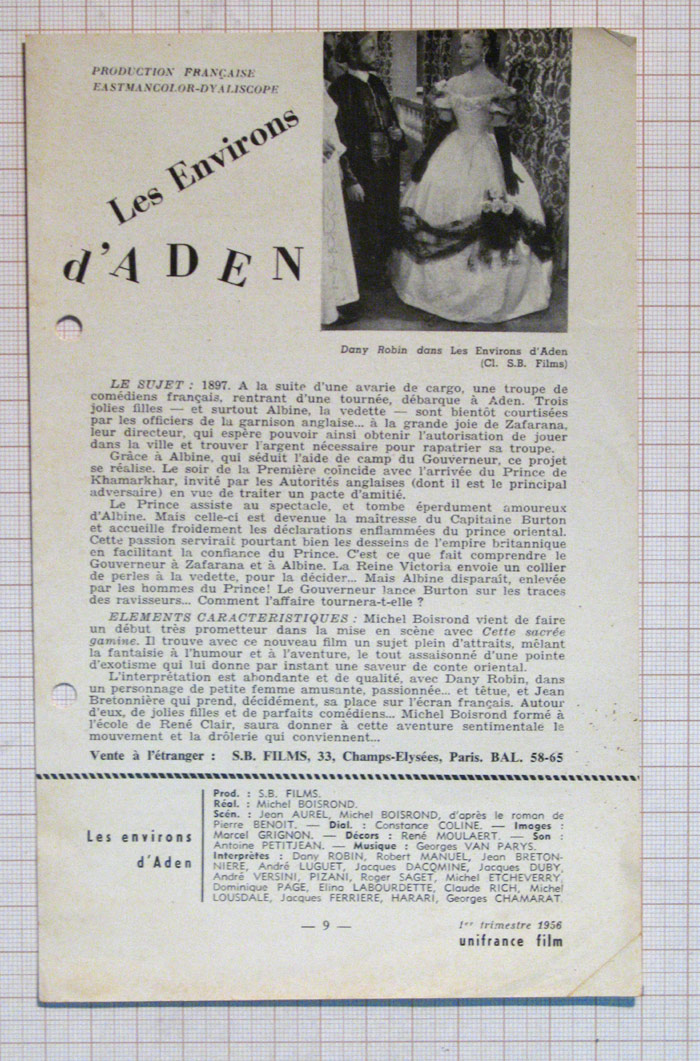 PRODUCTION FRANÇAISE
EASTMANCOLOR-DYALISCOPE
Les Environs
d'ADEN
Dany Robin dans Les Environs d'Aden
(Cl. S.B. Films)
LE SUJET : 1897. A la suite d'une avarie de cargo, une troupe de
comédiens français, rentrant d'une tournée, débarque à Aden. Trois
jolies filles — et surtout Albine, la vedette — sont bientôt courtisées
par les officiers de la garnison anglaise... à la grande joie de Zafarana,
leur directeur, qui espère pouvoir ainsi obtenir l'autorisation de jouer
dans la ville et trouver l'argent nécessaire pour rapatrier sa troupe.
Grâce à Albine, qui séduit l'aide de camp du Gouverneur, ce projet
se réalise. Le soir de la Première coïncide avec l'arrivée du Prince de
Khamarkhar, invité par les Autorités anglaises (dont il est le principal
adversaire) en vue de traiter un pacte d'amitié.
Le Prince assiste au spectacle, et tombe éperdument amoureux
d'Albine. Mais celle-ci est devenue la maîtresse du Capitaine Burton
et accueille froidement les déclarations enflammées du prince oriental.
Cette passion servirait pourtant bien les desseins de l'empire britannique
en facilitant la confiance du Prince. C'est ce que fait comprendre le
Gouverneur à Zafarana et à Albine. La Reine Victoria envoie un collier
de perles à la vedette, pour la décider... Mais Albine disparaît, enlevée
par les hommes du Prince! Le Gouverneur lance Burton sur les traces
des ravisseurs... Comment l'affaire tournera-t-elle ?
ELEMENTS CARACTERISTIQUES : Michel Boisrond vient de faire
un début très prometteur dans la mise en scène avec Cette sacrée
gamine. Il trouve avec ce nouveau film un sujet plein d'attraits, mêlant
la fantaisie à l'humour et à l'aventure, le tout assaisonné d'une pointe
d'exotisme qui lui donne par instant une saveur de conte oriental.
L'interprétation est abondante et de qualité, avec Dany Robin, dans
un personnage de petite femme amusante, passionnée... et têtue, et Jean
Bretonnière qui prend, décidément, sa place sur l'écran français. Autour
d'eux, de jolies filles et de parfaits comédiens... Michel Boisrond formé à
l'école de René Clair, saura donner à cette aventure sentimentale le
mouvement et la drôlerie qui conviennent...
Vente à l'étranger : S.B. FILMS, 33, Champs-Elysées, Paris. BAL. 58-65
Les environs
d'Aden
Prod. : S.B. FILMS.
Réal. : Michel BOISROND.
Scén. : Jean AUREL, Michel BOISROND, d'après le roman de
Pierre BENOIT. — Dial. : Constance COLINE. — Images :
Marcel GRIGNON. — Décors : René MOULAERT. — Son :
Antoine PETITJEAN. — Musique : Georges VAN PARYS.
Interprètes : Dany ROBIN, Robert MANUEL, Jean BRETON-
NIERE, André LUGUET, Jacques DACQMINE, Jacques DUBY,
André VERSINI, PIZANI, Roger SAGET, Michel ETCHEVERRY,
Dominique PAGE, Elina LABOURDETTE, Claude RICH, Michel
LOUSDALE, Jacques FERRIERE, HARARI, Georges CHAMARAT.
— 9 —
1er trimestre 1956
unifrance film